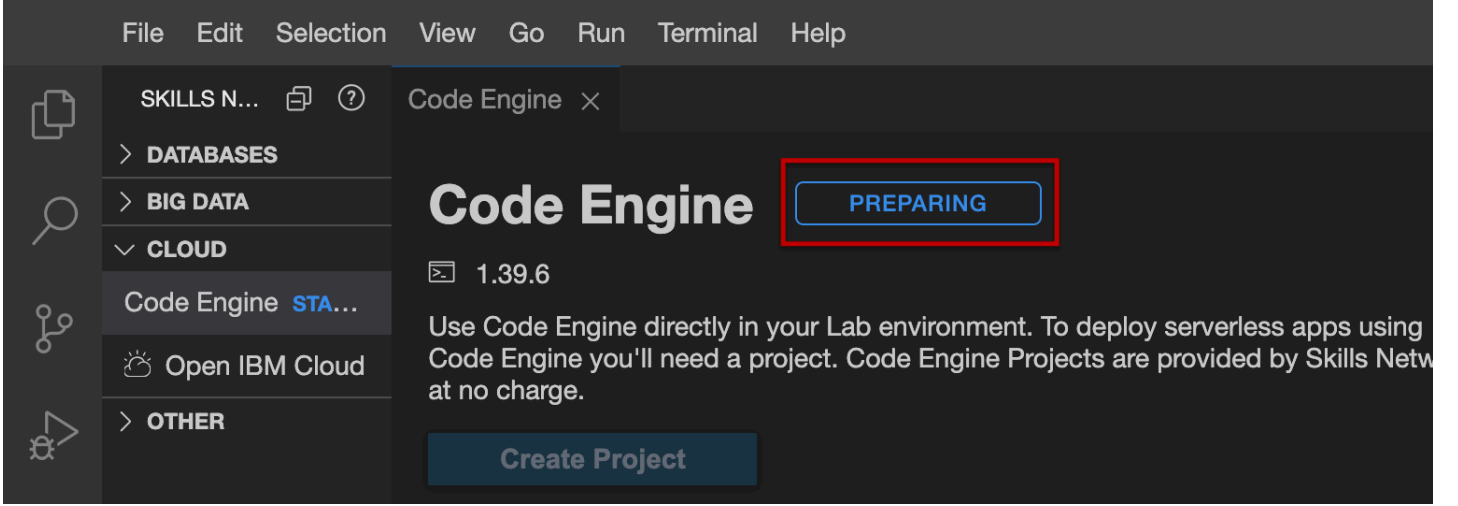 File Edit Selection View Go Run Terminal Help
SKILLS N...
Code Engine
DATABASES
BIG DATA
CLOUD
Code Engine STA...
Open IBM Cloud
OTHER
Code Engine PREPARING
1.39.6
Use Code Engine directly in your Lab environment. To deploy serverless apps using
Code Engine you'll need a project. Code Engine Projects are provided by Skills Netw
at no charge.
Create Project